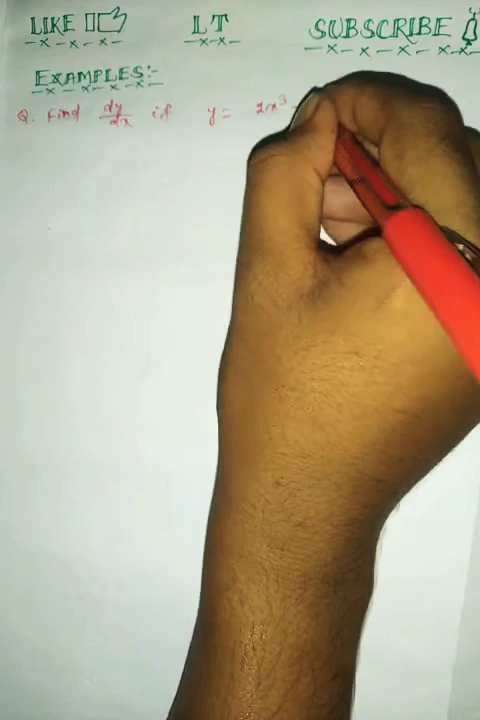 LIKE LT SUBSCRIBE
EXAMPLES:-
Q. Find dy/dx if y = 2x³-